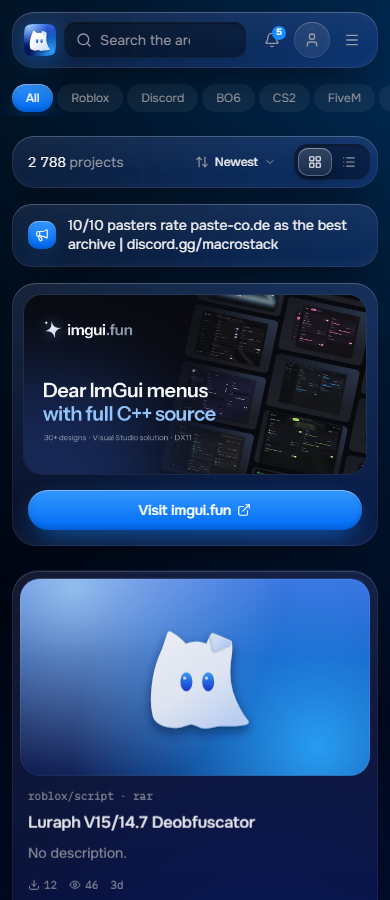 Search the arc
5
All
Roblox
Discord
BO6
CS2
FiveM
2 788 projects
Newest
10/10 pasters rate paste-co.de as the best
archive | discord.gg/macrostack
imgui.fun
Dear ImGui menus
with full C++ source
30+ designs · Visual Studio solution · DX11
Visit imgui.fun
roblox/script · rar
Luraph V15/14.7 Deobfuscator
No description.
12 46 3d